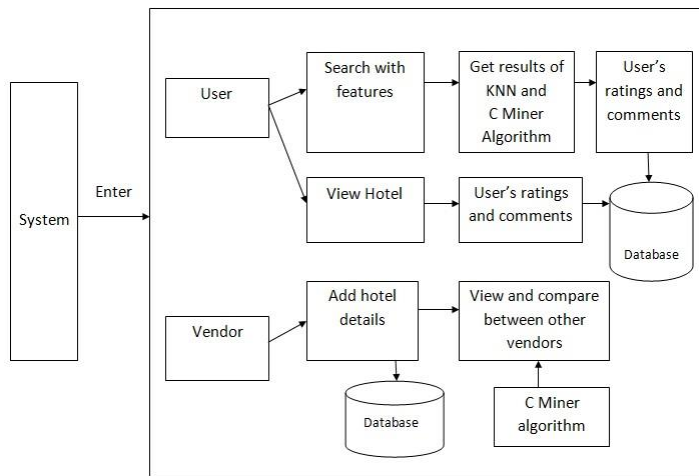 System
Enter
User
Search with
features
Get results of
KNN and
C Miner
Algorithm
User's
ratings and
comments
View Hotel
User's ratings
and comments
Database
Vendor
Add hotel
details
View and compare
between other
vendors
Database
C Miner
algorithm